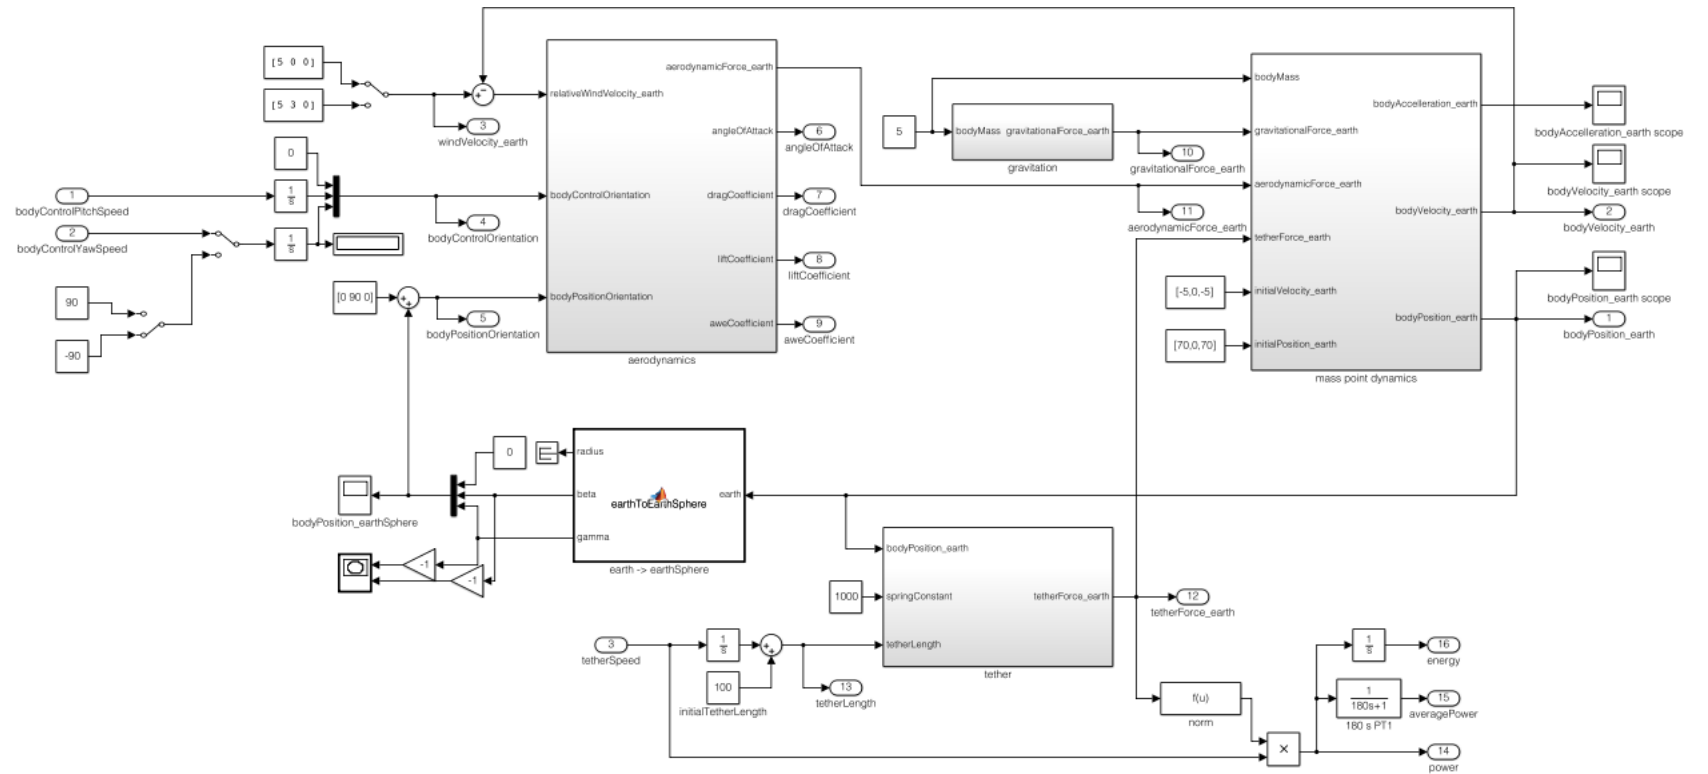 [5 0 0]
[5 3 0]
+
-
3
windVelocity_earth
0
1
bodyControlPitchSpeed
1
s
2
bodyControlYawSpeed
1
s
4
bodyControlOrientation
90
-90
[0 90 0]
+
+
5
bodyPositionOrientation
relativeWindVelocity_earth
bodyControlOrientation
bodyPositionOrientation
aerodynamicForce_earth
angleOfAttack
dragCoefficient
liftCoefficient
aweCoefficient
aerodynamics
6
angleOfAttack
7
dragCoefficient
8
liftCoefficient
9
aweCoefficient
5
bodyMass gravitationalForce_earth
gravitation
10
gravitationalForce_earth
11
aerodynamicForce_earth
[-5,0,-5]
[70,0,70]
bodyMass
gravitationalForce_earth
aerodynamicForce_earth
tetherForce_earth
initialVelocity_earth
initialPosition_earth
bodyAccelleration_earth
bodyVelocity_earth
bodyPosition_earth
mass point dynamics
bodyAccelleration_earth scope
bodyVelocity_earth scope
2
bodyVelocity_earth
bodyPosition_earth scope
1
bodyPosition_earth
0
radius
beta
gamma
earthToEarthSphere
earth
earth -> earthSphere
bodyPosition_earthSphere
-1
-1
bodyPosition_earth
springConstant
tetherLength
tetherForce_earth
tether
1000
12
tetherForce_earth
3
tetherSpeed
1
s
+
+
100
initialTetherLength
13
tetherLength
f(u)
norm
×
1
s
16
energy
1
180s+1
180 s PT1
15
averagePower
14
power